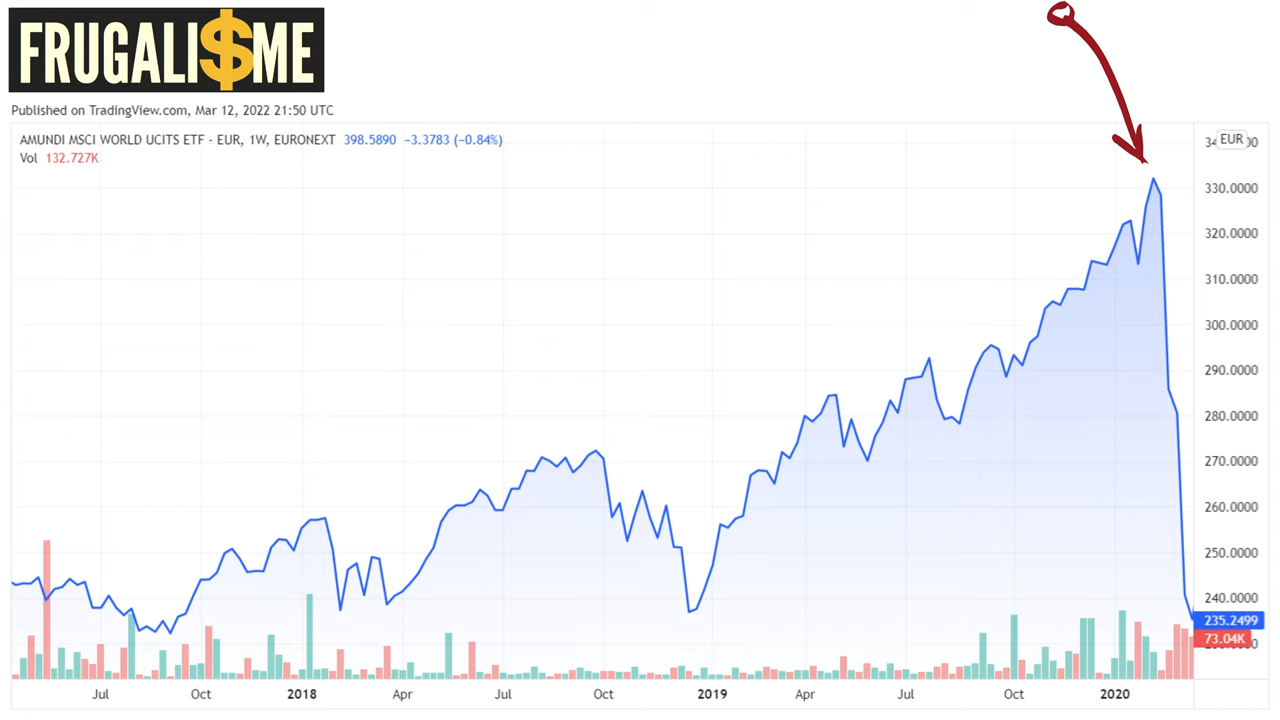 FRUGALI$ME
Published on TradingView.com, Mar 12, 2022 21:50 UTC
AMUNDI MSCI WORLD UCITS ETF - EUR, 1W, EURONEXT 398.5890 −3.3783 (−0.84%)
Vol 132.727K
EUR
330.0000
320.0000
310.0000
300.0000
290.0000
280.0000
270.0000
260.0000
250.0000
240.0000
235.2499
73.04K
Jul Oct 2018 Apr Jul Oct 2019 Apr Jul Oct 2020